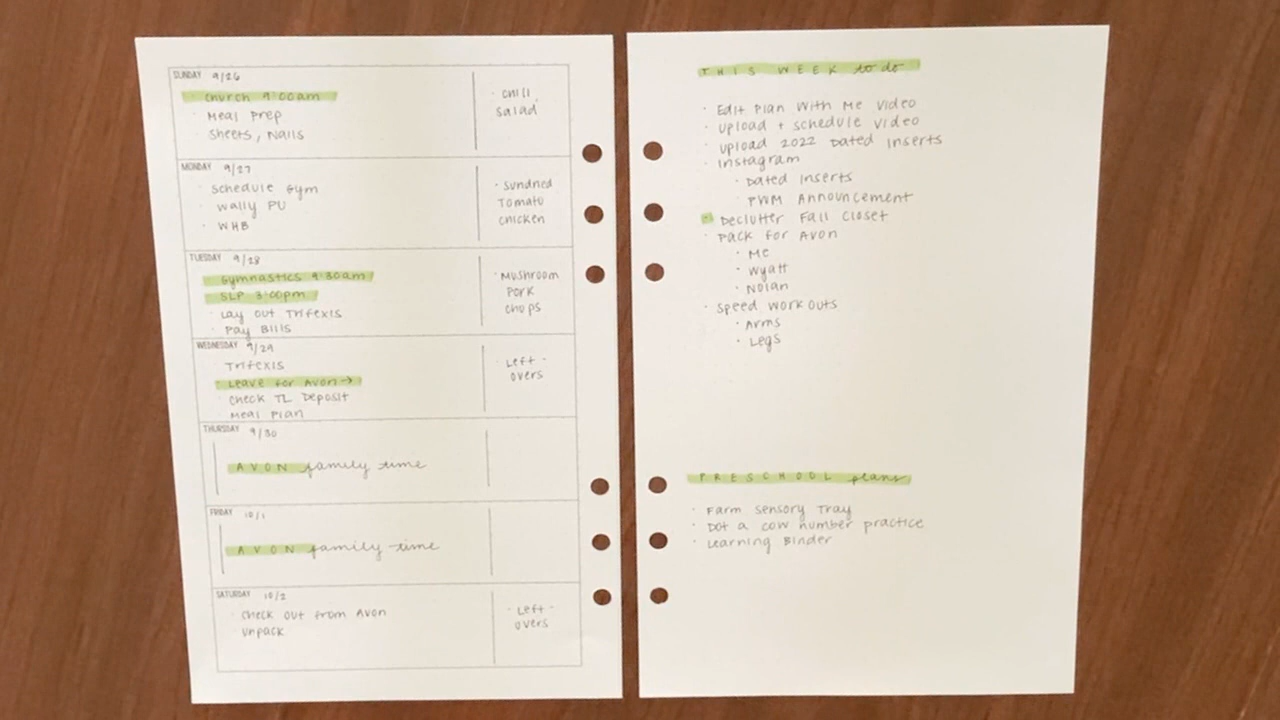 SUNDAY 9/26
· Church 9:00am
· Meal Prep
· Sheets, Nails
· Chili,
Salad
MONDAY 9/27
· Schedule Gym
· Wally PU
· WHB
· Sundried
Tomato
Chicken
TUESDAY 9/28
· Gymnastics 9:30am
· SLP 3:00pm
· Lay out Trifexis
· Pay Bills
· Mushroom
Pork
Chops
WEDNESDAY 9/29
· Trifexis
· Leave for Avon →
· Check TL Deposit
· Meal Plan
· Left-
overs
THURSDAY 9/30
AVON family time
FRIDAY 10/1
AVON family time
SATURDAY 10/2
· Check out from Avon
· Unpack
· Left-
overs
THIS WEEK to do
· Edit Plan With Me Video
· Upload + Schedule Video
· Upload 2022 Dated Inserts
· Instagram
· Dated Inserts
· PWM Announcement
· Declutter Fall Closet
· Pack for Avon
· Me
· Wyatt
· Nolan
· Speed Workouts
· Arms
· Legs
PRESCHOOL plans
· Farm Sensory Tray
· Dot a Cow number practice
· Learning Binder